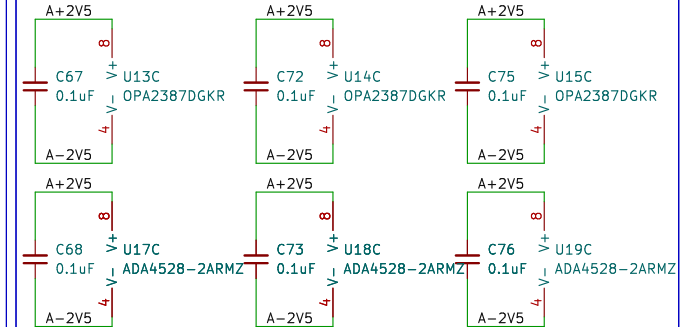 A+2V5 A+2V5 A+2V5
8 8 8
C67 V+ U13C C72 V+ U14C C75 V+ U15C
0.1uF V- OPA2387DGKR 0.1uF V- OPA2387DGKR 0.1uF V- OPA2387DGKR
4 4 4
A-2V5 A-2V5 A-2V5
A+2V5 A+2V5 A+2V5
8 8 8
C68 V+ U17C C73 V+ U18C C76 V+ U19C
0.1uF V- ADA4528-2ARMZ 0.1uF V- ADA4528-2ARMZ 0.1uF V- ADA4528-2ARMZ
4 4 4
A-2V5 A-2V5 A-2V5